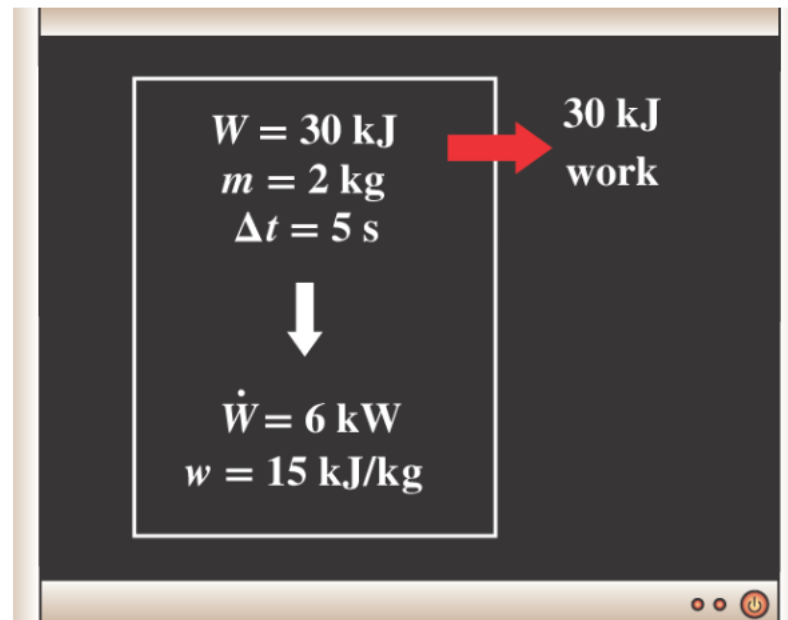 W = 30 kJ
m = 2 kg
Δt = 5 s
Ẇ = 6 kW
w = 15 kJ/kg
30 kJ
work